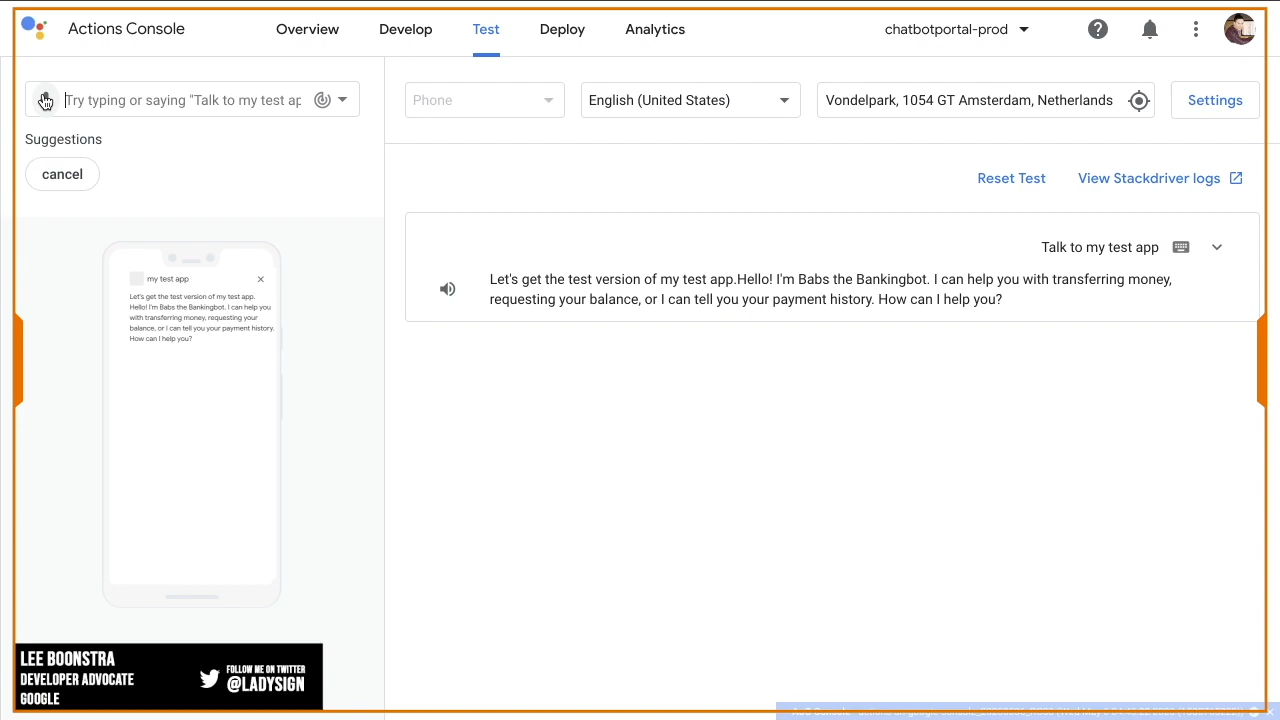 Actions Console
Overview
Develop
Test
Deploy
Analytics
chatbotportal-prod
Try typing or saying "Talk to my test ap
Phone
English (United States)
Vondelpark, 1054 GT Amsterdam, Netherlands
Settings
Suggestions
cancel
Reset Test
View Stackdriver logs
Talk to my test app
Let's get the test version of my test app.Hello! I'm Babs the Bankingbot. I can help you with transferring money,
requesting your balance, or I can tell you your payment history. How can I help you?
my test app
Let's get the test version of my test app.
Hello! I'm Babs the Bankingbot. I can help you
with transferring money, requesting your
balance, or I can tell you your payment history.
How can I help you?
LEE BOONSTRA
DEVELOPER ADVOCATE
GOOGLE
FOLLOW ME ON TWITTER
@LADYSIGN